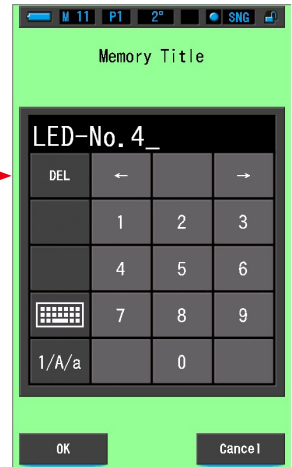 M 11 P1 2° SNG
Memory Title
LED-No.4_
DEL ← →
1 2 3
4 5 6
7 8 9
1/A/a 0
OK Cancel